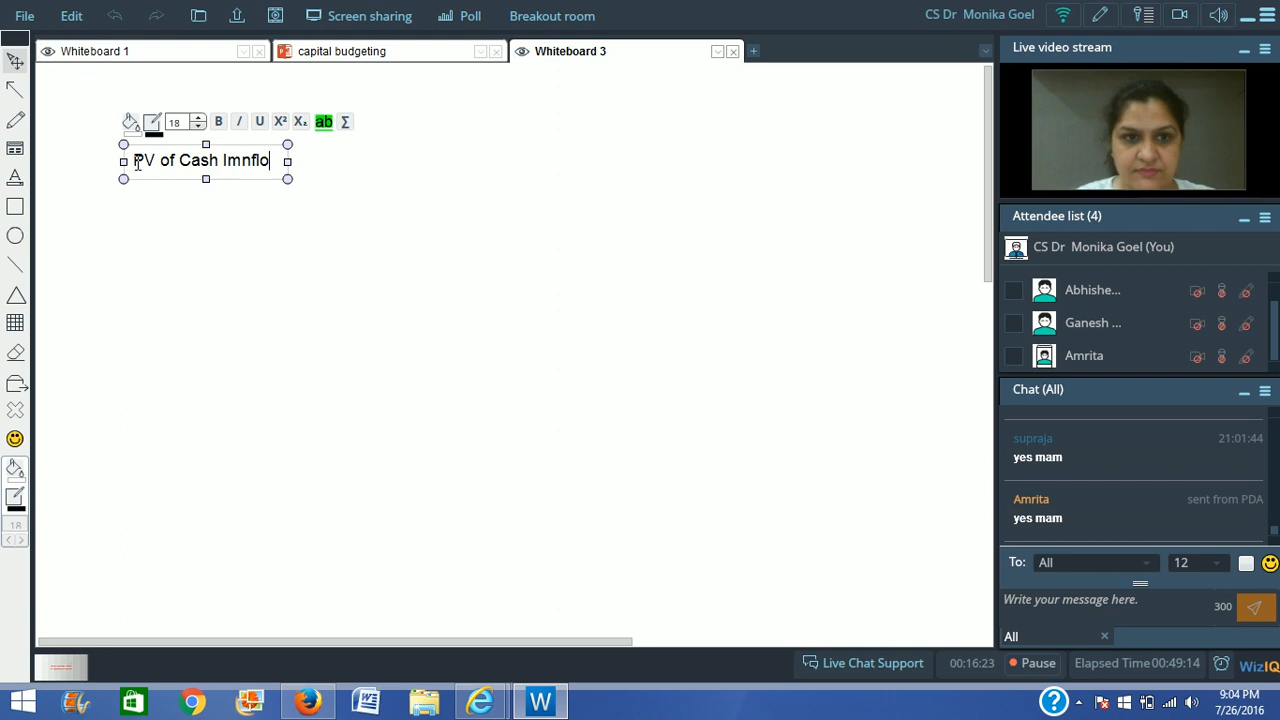 File Edit Screen sharing Poll Breakout room CS Dr Monika Goel
Whiteboard 1 capital budgeting Whiteboard 3
Live video stream
18 B I U X² X₂ ab Σ
PV of Cash Imnflo
Attendee list (4)
CS Dr Monika Goel (You)
Abhishe...
Ganesh ...
Amrita
Chat (All)
supraja 21:01:44
yes mam
Amrita sent from PDA
yes mam
18
To: All 12
Write your message here. 300
All
Live Chat Support 00:16:23 Pause Elapsed Time 00:49:14 WizIQ
9:04 PM
7/26/2016